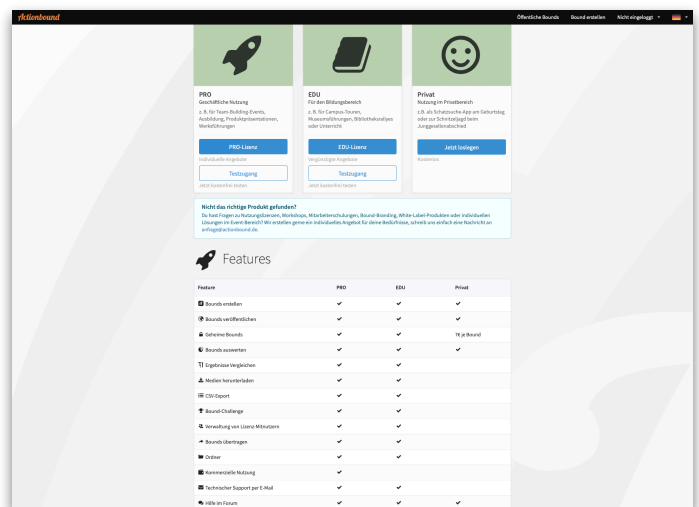 Actionbound
Öffentliche Bounds Bound erstellen Nicht eingeloggt
PRO
Geschäftliche Nutzung
z. B. für Team-Building-Events,
Ausbildung, Produktpräsentationen,
Werksführungen
PRO-Lizenz
Individuelle Angebote
Testzugang
Jetzt kostenfrei testen
EDU
Für den Bildungsbereich
z. B. für Campus-Touren,
Museumsführungen, Bibliotheksrallyes
oder Unterricht
EDU-Lizenz
Vergünstigte Angebote
Testzugang
Jetzt kostenfrei testen
Privat
Nutzung im Privatbereich
z.B. als Schatzsuche-App am Geburtstag
oder zur Schnitzeljagd beim
Junggesellenabschied
Jetzt loslegen
Kostenlos
Nicht das richtige Produkt gefunden?
Du hast Fragen zu Nutzungslizenzen, Workshops, Mitarbeiterschulungen, Bound-Branding, White-Label-Produkten oder individuellen
Lösungen im Event-Bereich? Wir erstellen gerne ein individuelles Angebot für deine Bedürfnisse, schreib uns einfach eine Nachricht an
anfrage@actionbound.de.
Features
Feature PRO EDU Privat
Bounds erstellen ✔ ✔ ✔
Bounds veröffentlichen ✔ ✔ ✔
Geheime Bounds ✔ ✔ 7€ je Bound
Bounds auswerten ✔ ✔ ✔
Ergebnisse Vergleichen ✔ ✔
Medien herunterladen ✔ ✔
CSV-Export ✔ ✔
Bound-Challenge ✔ ✔
Verwaltung von Lizenz-Mitnutzern ✔ ✔
Bounds übertragen ✔ ✔
Ordner ✔ ✔
Kommerzielle Nutzung ✔
Technischer Support per E-Mail ✔ ✔
Hilfe im Forum ✔ ✔ ✔